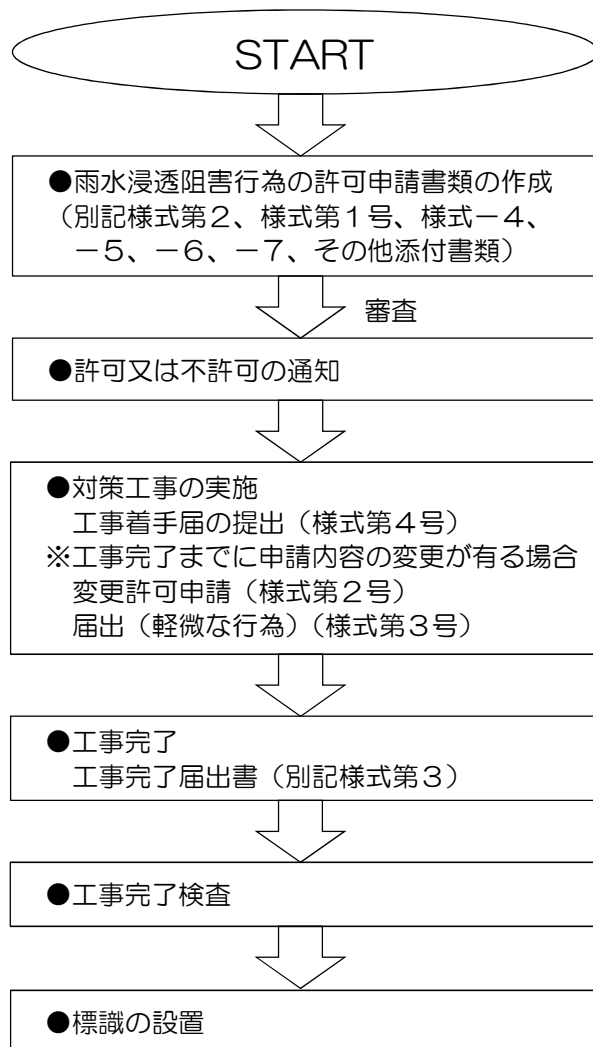 START
●雨水浸透阻害行為の許可申請書類の作成
（別記様式第２、様式第１号、様式－４、
－５、－６、－７、その他添付書類）
審査
●許可又は不許可の通知
●対策工事の実施
工事着手届の提出（様式第４号）
※工事完了までに申請内容の変更が有る場合
変更許可申請（様式第２号）
届出（軽微な行為）（様式第３号）
●工事完了
工事完了届出書（別記様式第３）
●工事完了検査
●標識の設置